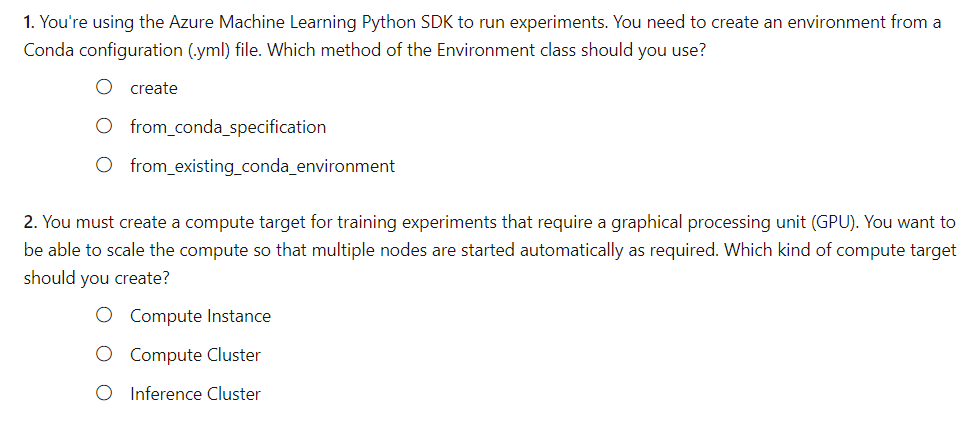 1. You're using the Azure Machine Learning Python SDK to run experiments. You need to create an environment from a
Conda configuration (.yml) file. Which method of the Environment class should you use?
create
from_conda_specification
from_existing_conda_environment
2. You must create a compute target for training experiments that require a graphical processing unit (GPU). You want to
be able to scale the compute so that multiple nodes are started automatically as required. Which kind of compute target
should you create?
Compute Instance
Compute Cluster
Inference Cluster